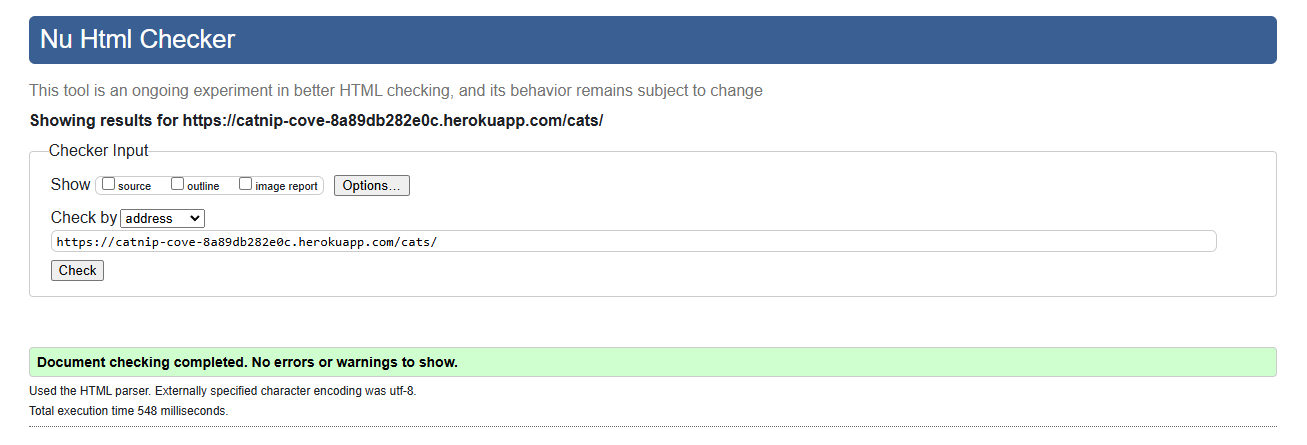 Nu Html Checker
This tool is an ongoing experiment in better HTML checking, and its behavior remains subject to change
Showing results for https://catnip-cove-8a89db282e0c.herokuapp.com/cats/
Checker Input
Show source outline image report Options...
Check by address
https://catnip-cove-8a89db282e0c.herokuapp.com/cats/
Check
Document checking completed. No errors or warnings to show.
Used the HTML parser. Externally specified character encoding was utf-8.
Total execution time 548 milliseconds.